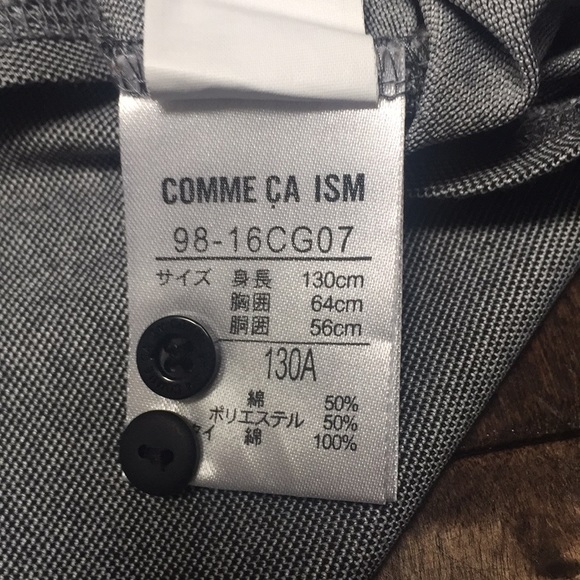 COMME ÇA ISM
98-16CG07
サイズ 身長 130cm
胸囲 64cm
胴囲 56cm
130A
綿 50%
ポリエステル 50%
イ 綿 100%